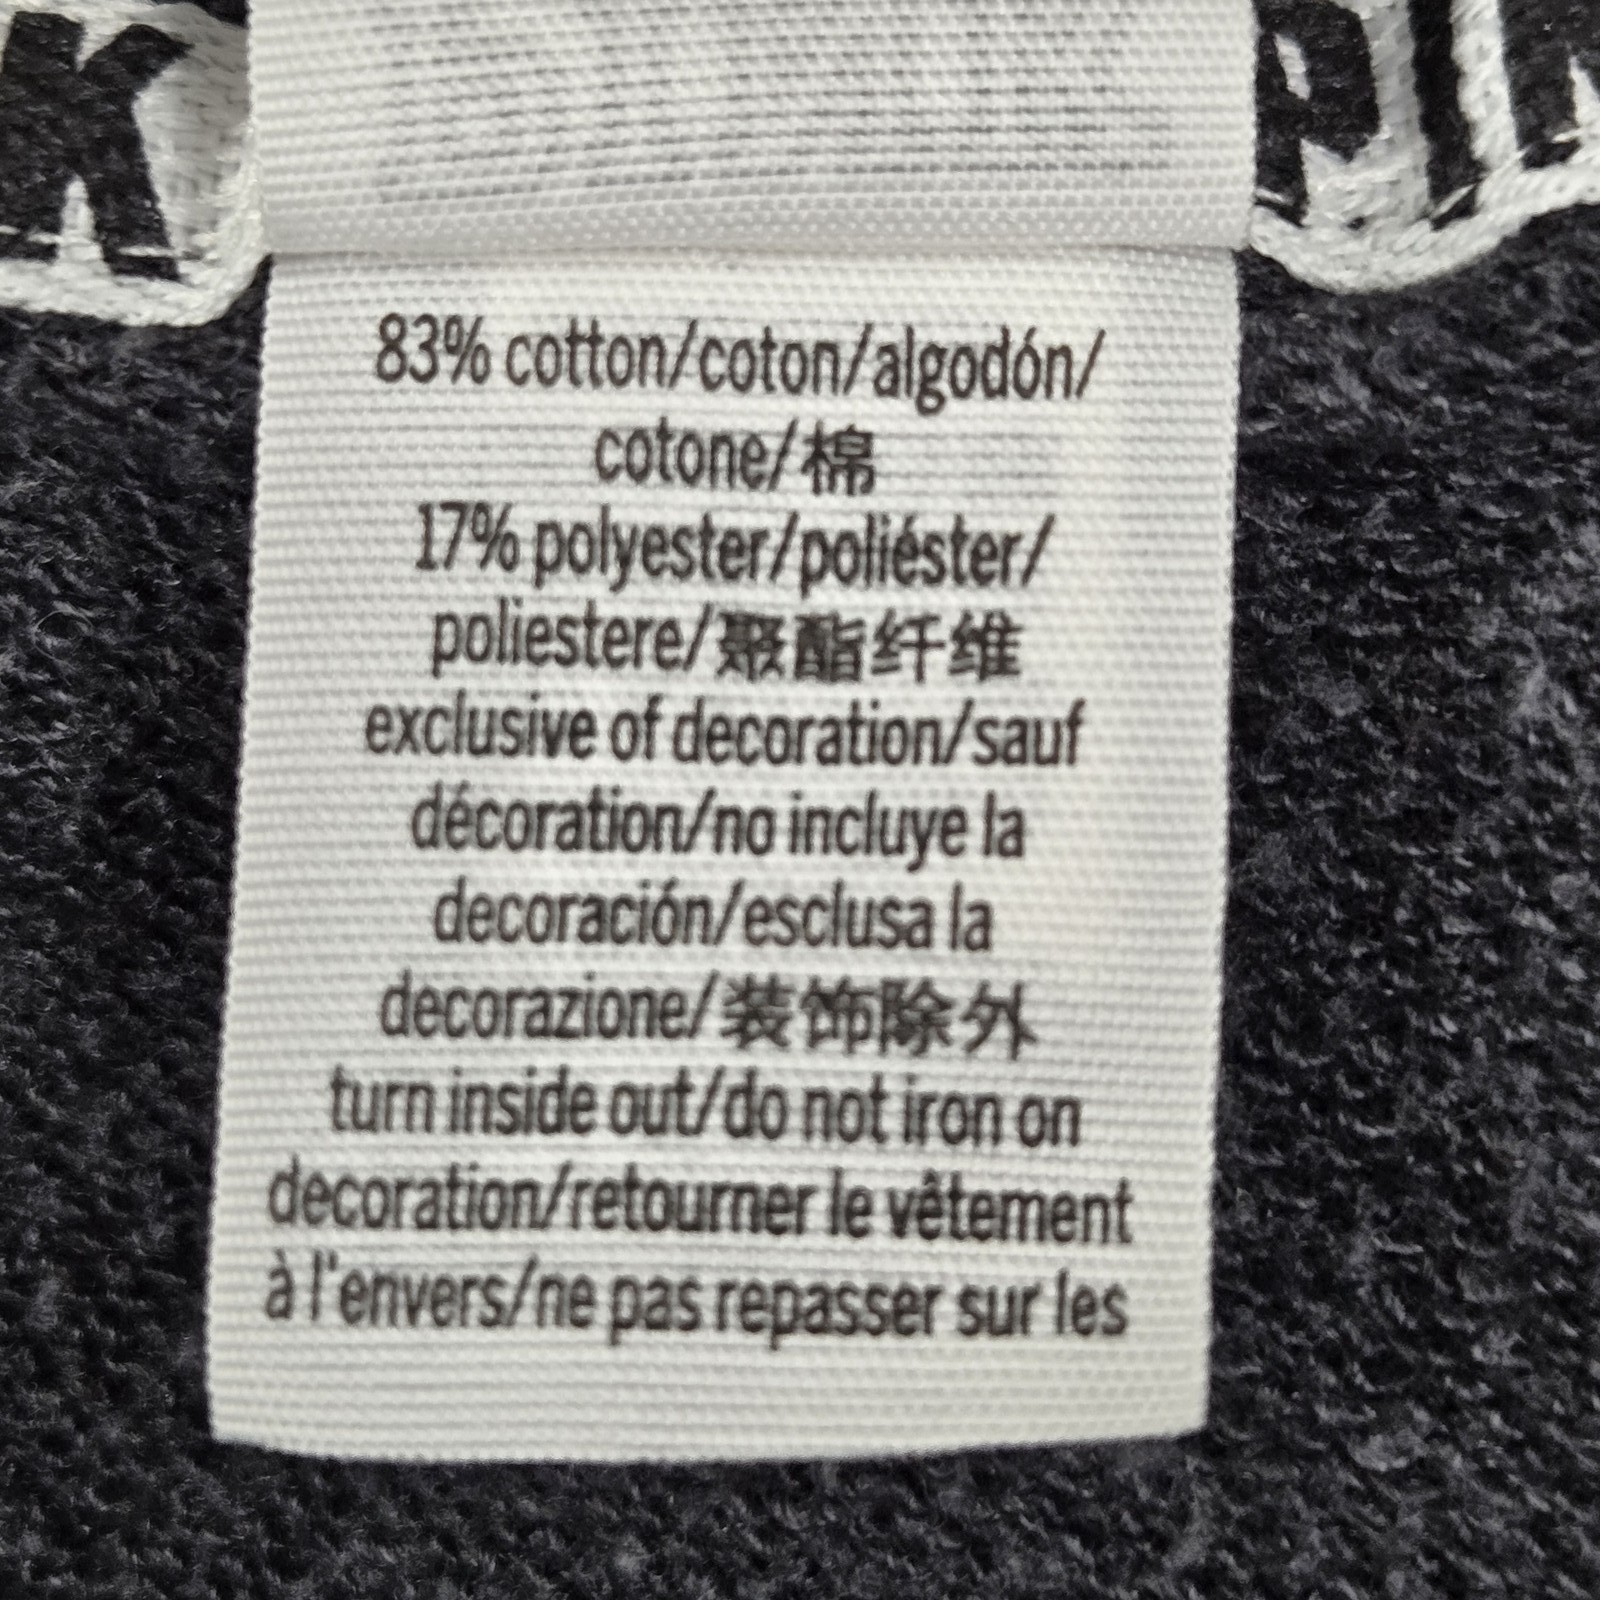 K PIN
83% cotton/coton/algodón/
cotone/棉
17% polyester/poliéster/
poliestere/聚酯纤维
exclusive of decoration/sauf
décoration/no incluye la
decoración/esclusa la
decorazione/装饰除外
turn inside out/do not iron on
decoration/retourner le vêtement
à l'envers/ne pas repasser sur les